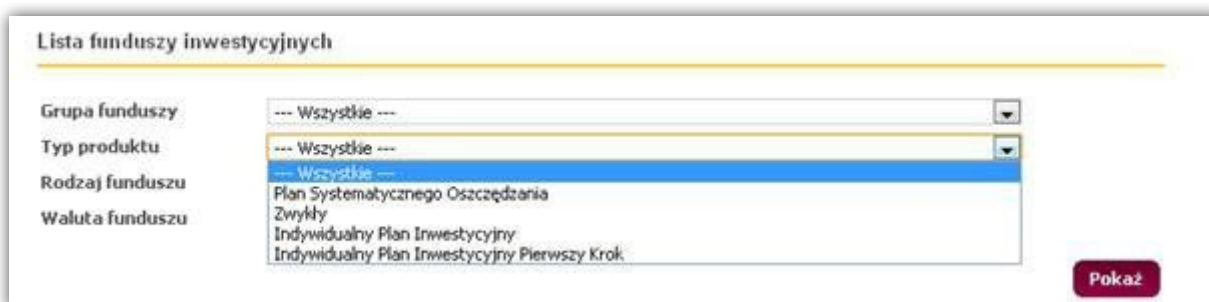 Lista funduszy inwestycyjnych
Grupa funduszy --- Wszystkie ---
Typ produktu --- Wszystkie ---
--- Wszystkie ---
Rodzaj funduszu Plan Systematycznego Oszczędzania
Zwykły
Waluta funduszu Indywidualny Plan Inwestycyjny
Indywidualny Plan Inwestycyjny Pierwszy Krok
Pokaż